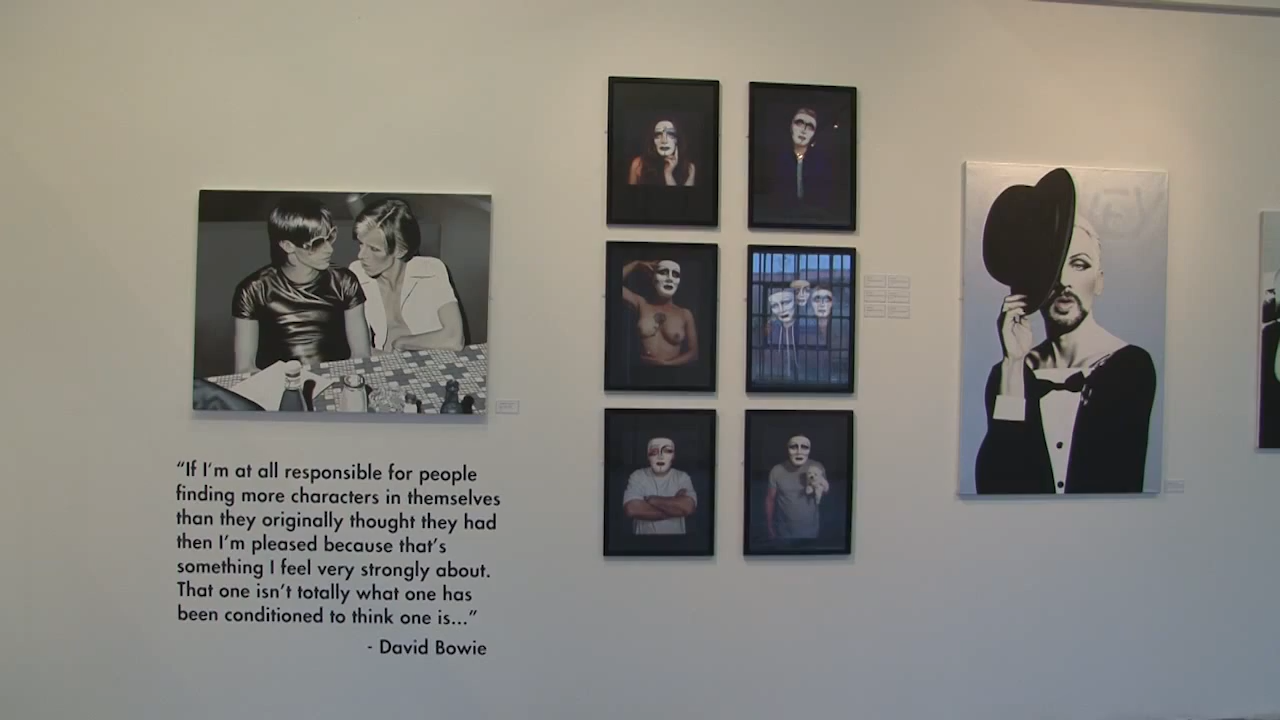 “If I’m at all responsible for people
finding more characters in themselves
than they originally thought they had
then I’m pleased because that’s
something I feel very strongly about.
That one isn’t totally what one has
been conditioned to think one is...”
- David Bowie